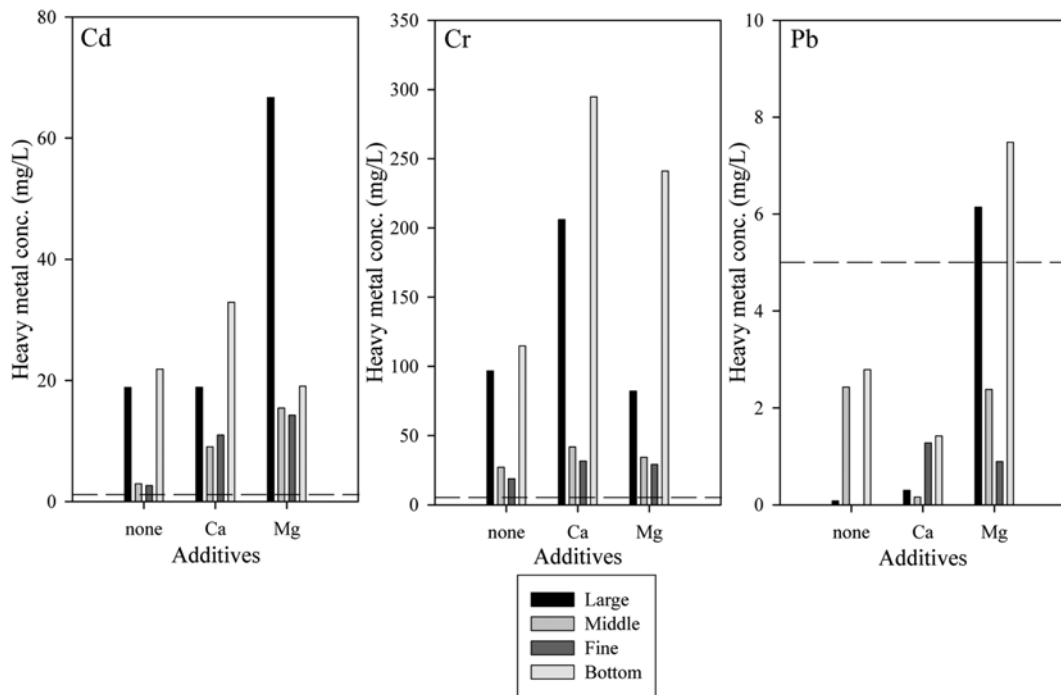 Cd
Heavy metal conc. (mg/L)
80
60
40
20
0
none Ca Mg
Additives
Cr
Heavy metal conc. (mg/L)
350
300
250
200
150
100
50
0
none Ca Mg
Additives
Pb
Heavy metal conc. (mg/L)
10
8
6
4
2
0
none Ca Mg
Additives
Large
Middle
Fine
Bottom